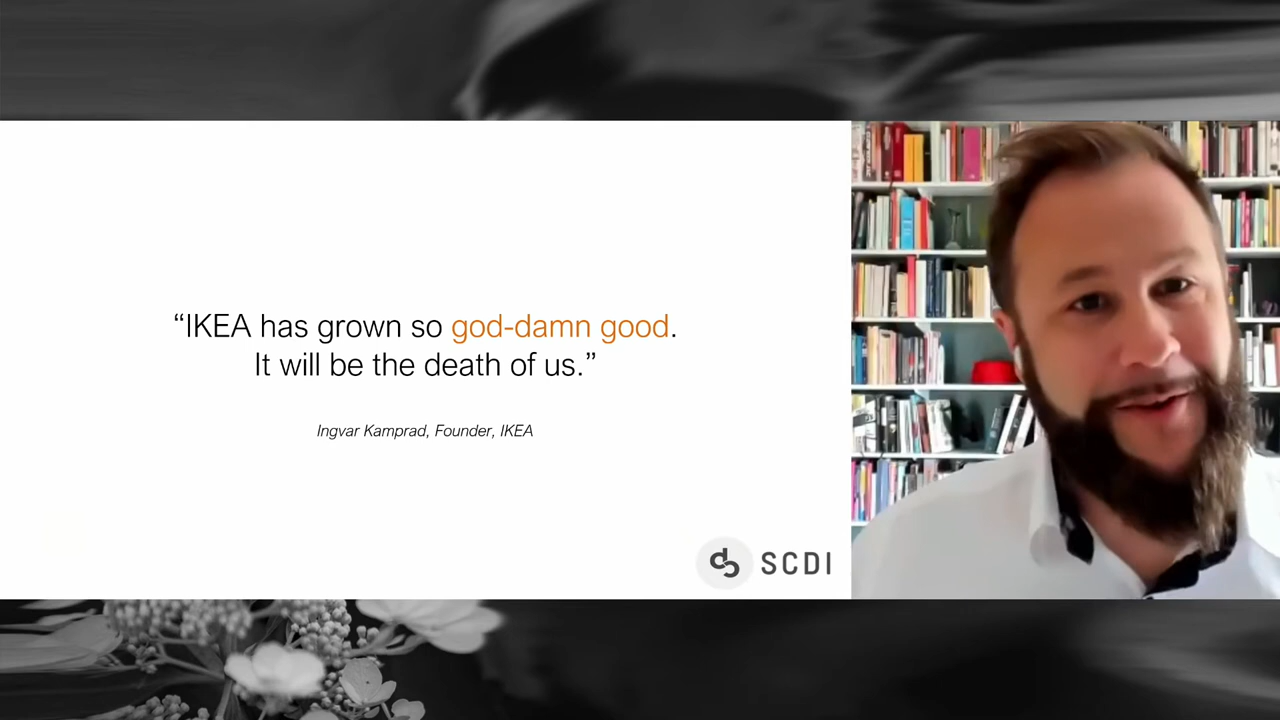 “IKEA has grown so god-damn good.
It will be the death of us.”
Ingvar Kamprad, Founder, IKEA
SCDI